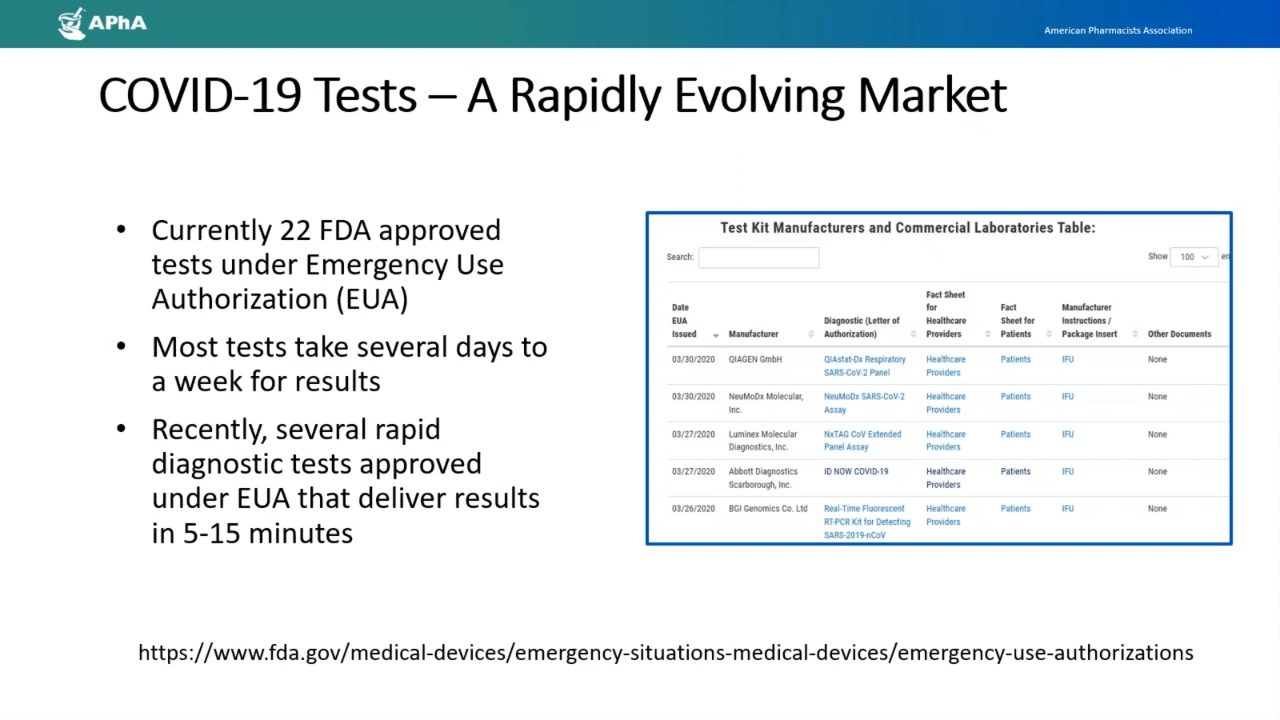 APhA
American Pharmacists Association
COVID-19 Tests – A Rapidly Evolving Market
• Currently 22 FDA approved
tests under Emergency Use
Authorization (EUA)
• Most tests take several days to
a week for results
• Recently, several rapid
diagnostic tests approved
under EUA that deliver results
in 5-15 minutes
Test Kit Manufacturers and Commercial Laboratories Table:
Search:
Show 100 en
Date
EUA
Issued
Manufacturer
Diagnostic (Letter of
Authorization)
Fact Sheet
for
Healthcare
Providers
Fact
Sheet for
Patients
Manufacturer
Instructions /
Package Insert
Other Documents
03/30/2020 QIAGEN GmbH QIAstat-Dx Respiratory Healthcare Patients IFU None
SARS-CoV-2 Panel Providers
03/30/2020 NeuMoDx Molecular, NeuMoDx SARS-CoV-2 Healthcare Patients IFU None
Inc. Assay Providers
03/27/2020 Luminex Molecular NxTAG CoV Extended Healthcare Patients IFU None
Diagnostics, Inc. Panel Assay Providers
03/27/2020 Abbott Diagnostics ID NOW COVID-19 Healthcare Patients IFU None
Scarborough, Inc. Providers
03/26/2020 BGI Genomics Co. Ltd Real-Time Fluorescent Healthcare Patients IFU None
RT-PCR Kit for Detecting Providers
SARS-2019-nCoV
https://www.fda.gov/medical-devices/emergency-situations-medical-devices/emergency-use-authorizations